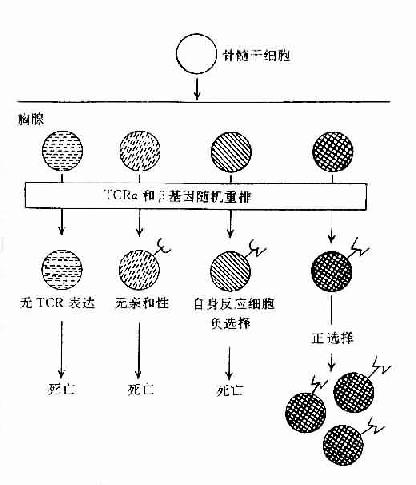 骨髓干细胞
胸腺
TCRα和β基因随机重排
无TCR表达
无亲和性
自身反应细胞
负选择
正选择
死亡
死亡
死亡